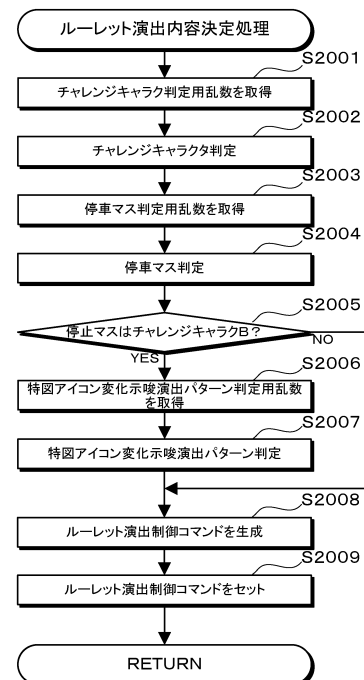 ルーレット演出内容決定処理
S2001
チャレンジキャラク判定用乱数を取得
S2002
チャレンジキャラクタ判定
S2003
停車マス判定用乱数を取得
S2004
停車マス判定
S2005
停止マスはチャレンジキャラクB？
NO
YES
S2006
特図アイコン変化示唆演出パターン判定用乱数
を取得
S2007
特図アイコン変化示唆演出パターン判定
S2008
ルーレット演出制御コマンドを生成
S2009
ルーレット演出制御コマンドをセット
RETURN